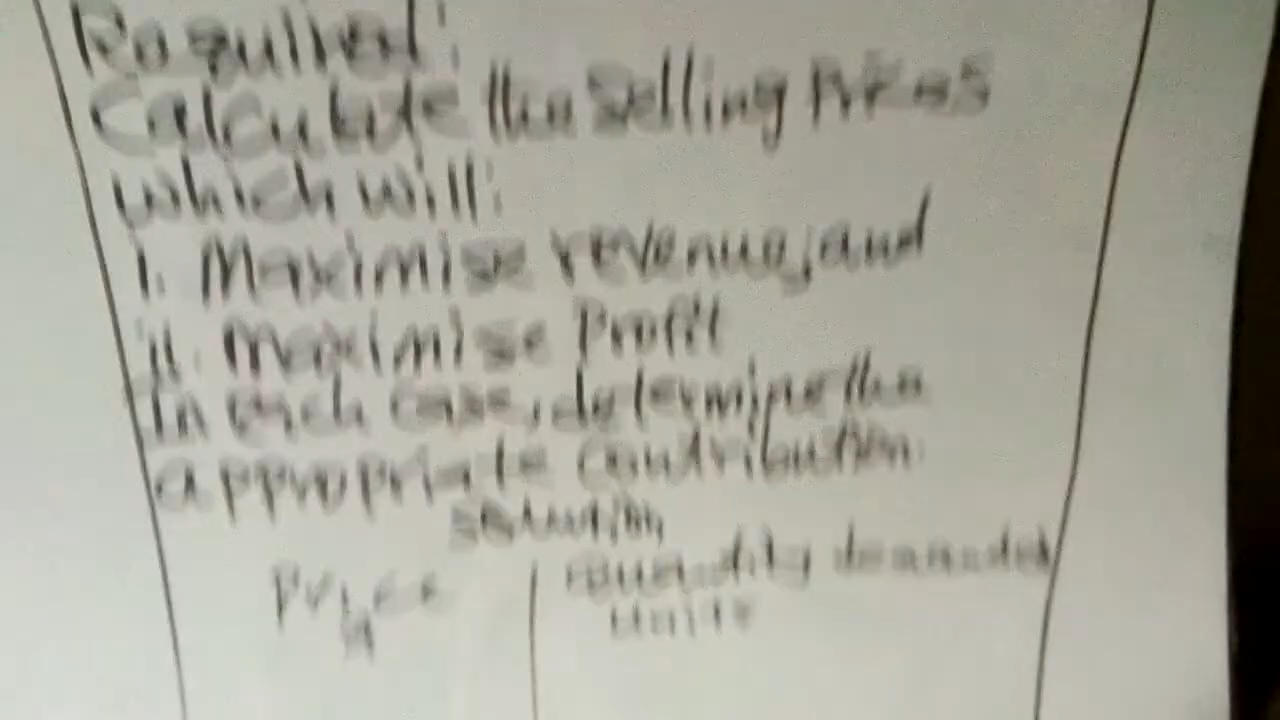 Required:
Calculate the selling Prices
which will:
i. Maximise revenue, and
ii. Maximise Profit
In each case, determine the
appropriate contribution.
solution
Price | quantity demanded
units